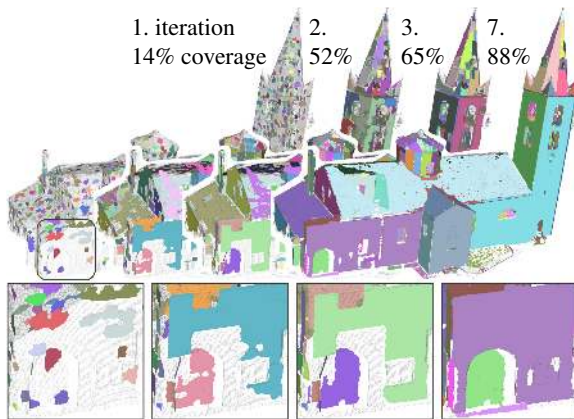 1. iteration 2. 3. 7.
14% coverage 52% 65% 88%